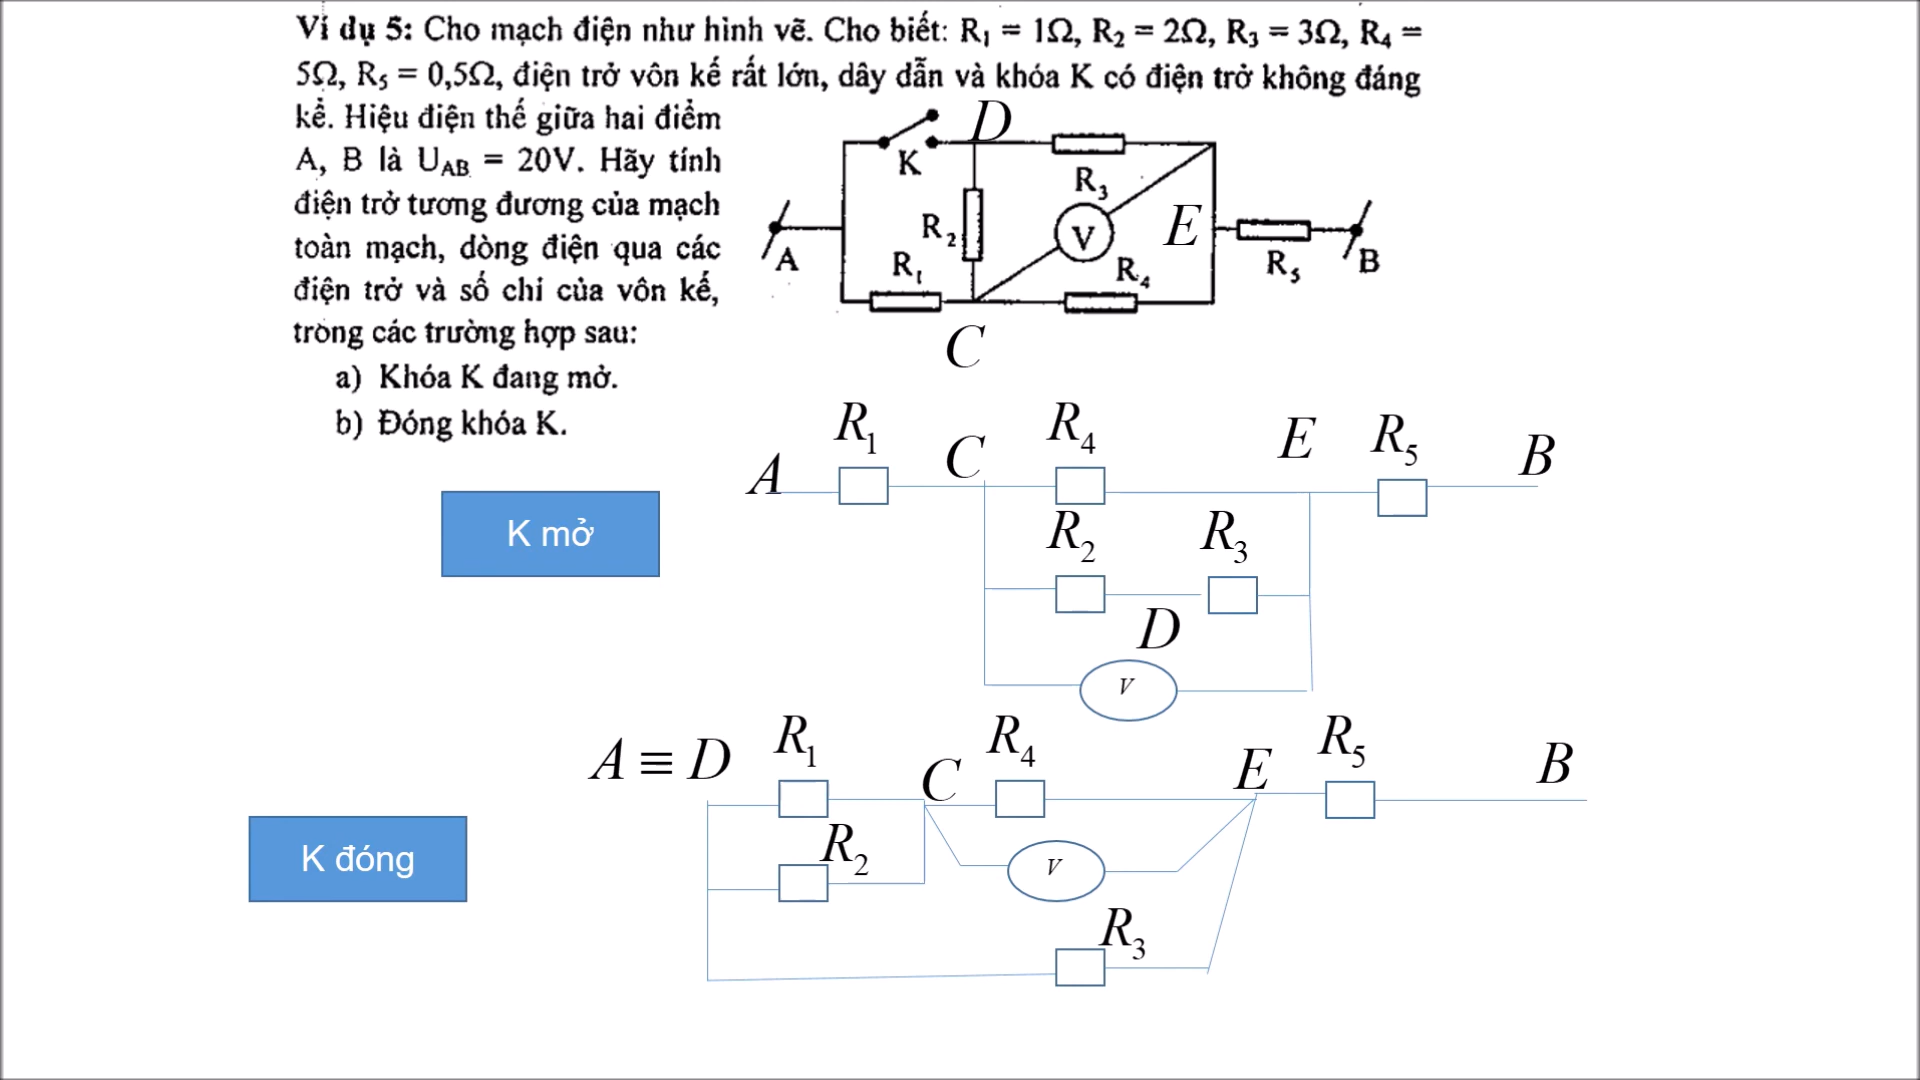 Ví dụ 5: Cho mạch điện như hình vẽ. Cho biết: R₁ = 1Ω, R₂ = 2Ω, R₃ = 3Ω, R₄ =
5Ω, R₅ = 0,5Ω, điện trở vôn kế rất lớn, dây dẫn và khóa K có điện trở không đáng
kể. Hiệu điện thế giữa hai điểm
A, B là U_AB = 20V. Hãy tính
điện trở tương đương của mạch
toàn mạch, dòng điện qua các
điện trở và số chỉ của vôn kế,
trong các trường hợp sau:
a) Khóa K đang mở.
b) Đóng khóa K.
D
K
R₃
R₂
V
E
A
R₁
R₄
R₅
B
C
R₁
R₄
R₅
A
C
E
B
K mở
R₂
R₃
D
V
A ≡ D
R₁
R₄
R₅
C
E
B
K đóng
R₂
V
R₃